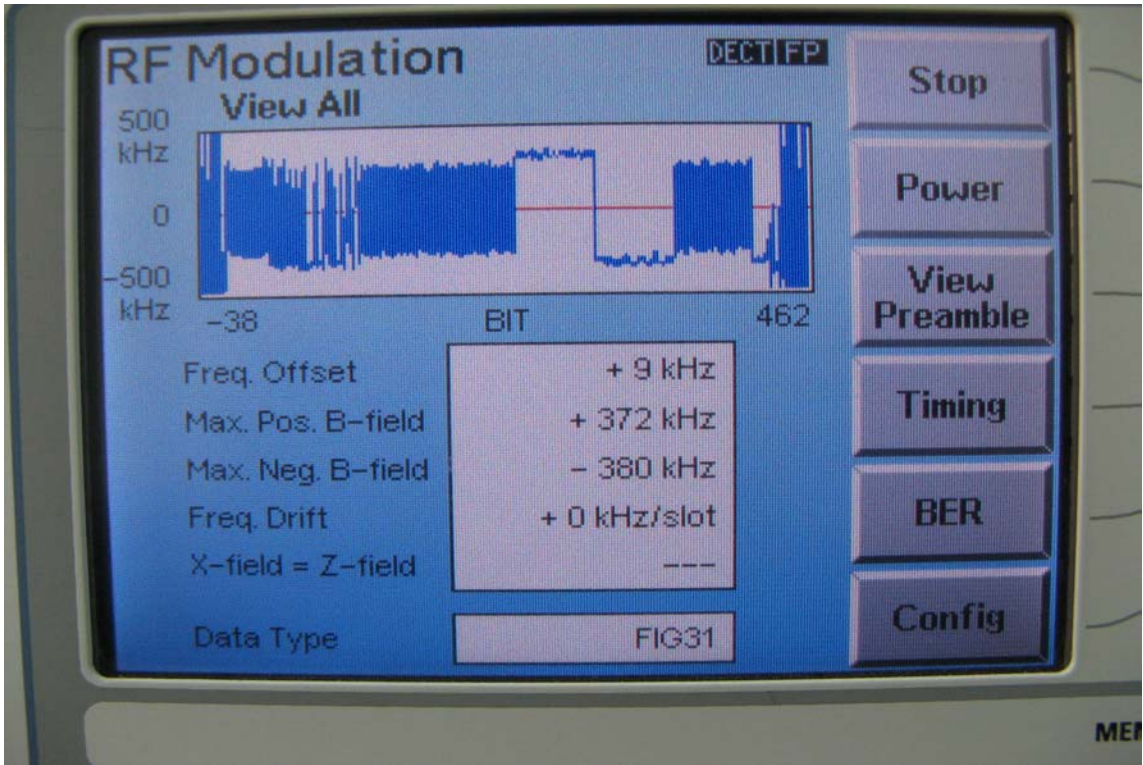 RF Modulation
DECT FP
View All
500
kHz
0
-500
kHz
-38
BIT
462
Freq. Offset
+ 9 kHz
Max. Pos. B-field
+ 372 kHz
Max. Neg. B-field
- 380 kHz
Freq. Drift
+ 0 kHz/slot
X-field = Z-field
---
Data Type
FIG31
Stop
Power
View
Preamble
Timing
BER
Config